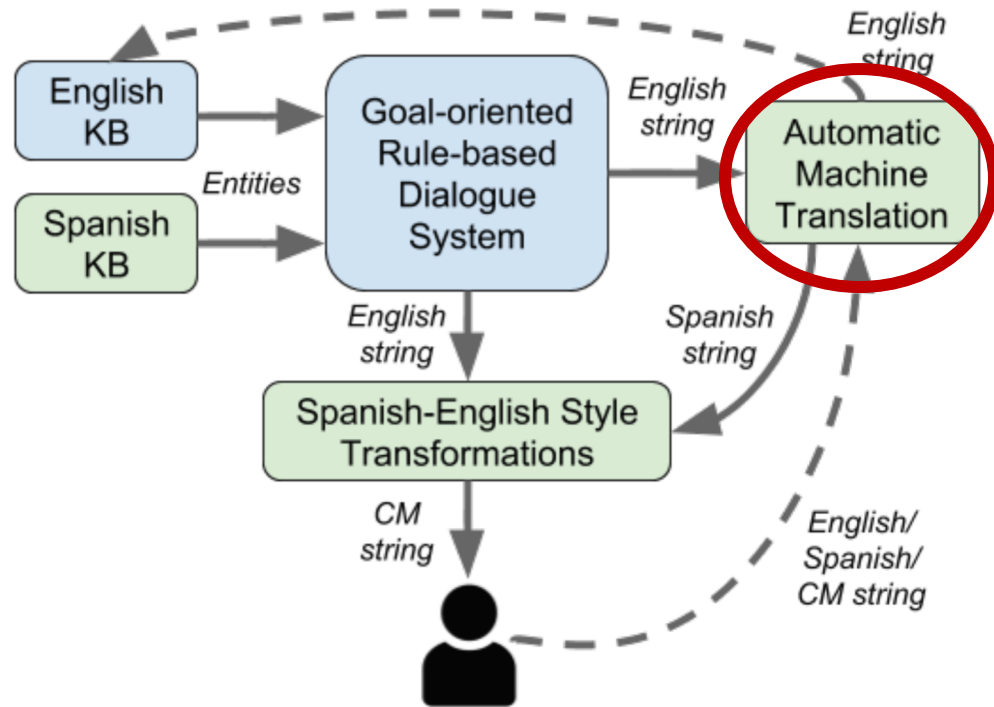 English
string
English
KB
Goal-oriented
Rule-based
Dialogue
System
English
string
Automatic
Machine
Translation
Entities
Spanish
KB
English
string
Spanish
string
Spanish-English Style
Transformations
CM
string
English/
Spanish/
CM string